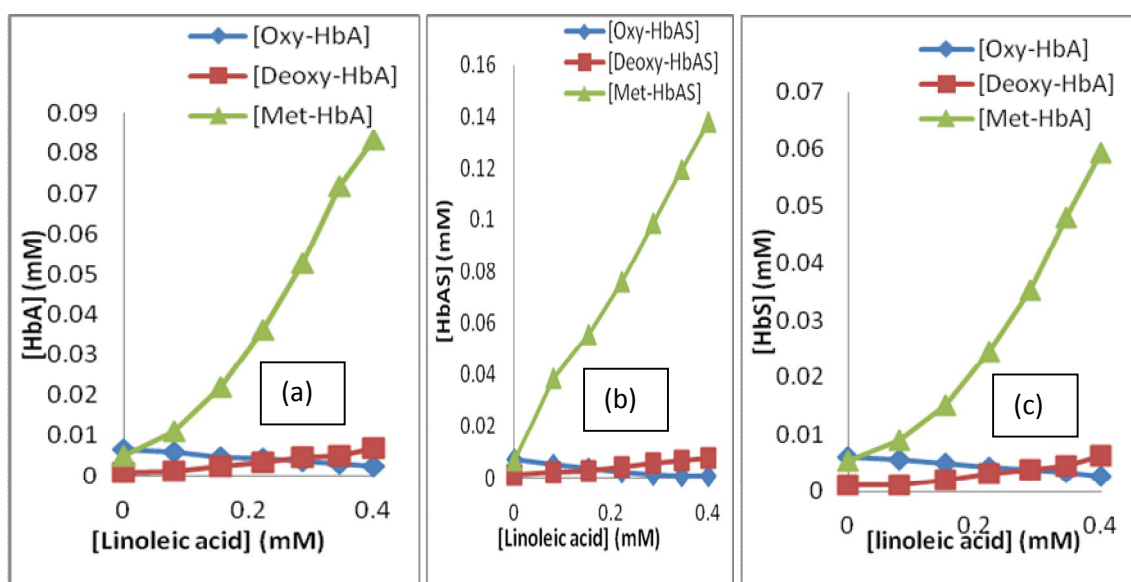 [Oxy-HbA]
[Deoxy-HbA]
[Met-HbA]
0.09
0.08
0.07
0.06
0.05
0.04
0.03
0.02
0.01
0
[HbA] (mM)
(a)
0 0.2 0.4
[Linoleic acid] (mM)
[Oxy-HbAS]
[Deoxy-HbAS]
[Met-HbAS]
0.16
0.14
0.12
0.1
0.08
0.06
0.04
0.02
0
[HbAS] (mM)
(b)
0 0.2 0.4
[Linoleic acid] (mM)
[Oxy-HbA]
[Deoxy-HbA]
[Met-HbA]
0.07
0.06
0.05
0.04
0.03
0.02
0.01
0
[HbS] (mM)
(c)
0 0.2 0.4
[linoleic acid] (mM)